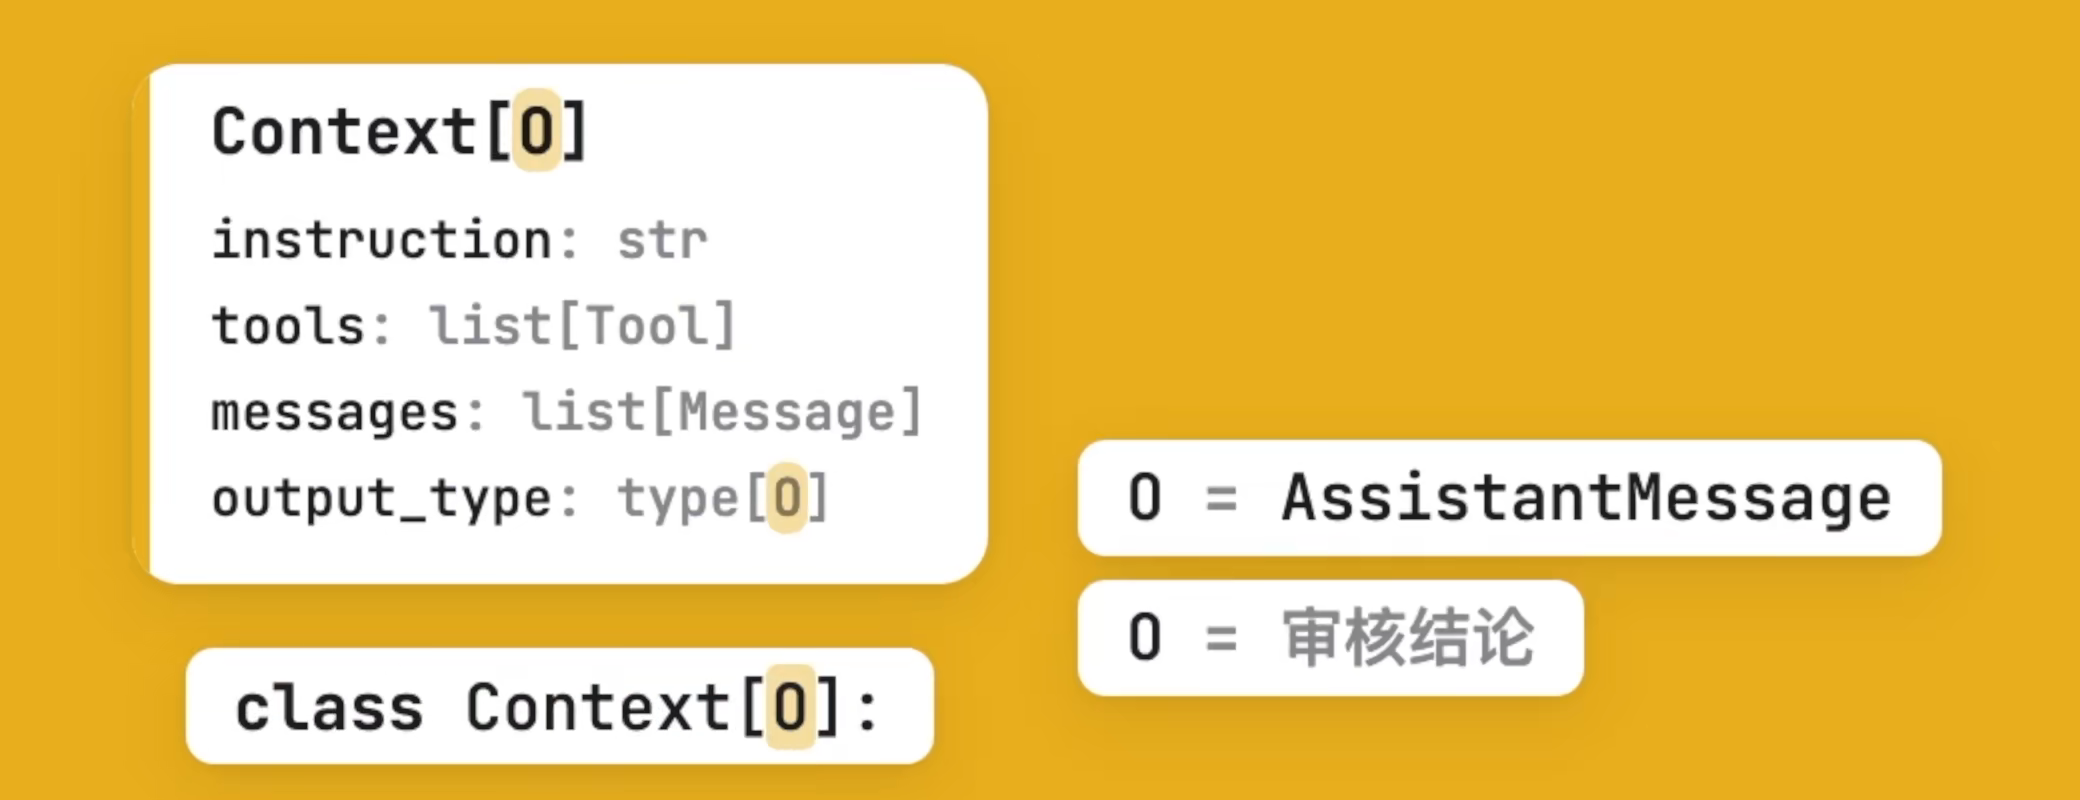 Context[O]
instruction: str
tools: list[Tool]
messages: list[Message]
output_type: type[O]
class Context[O]:
O = AssistantMessage
O = 审核结论